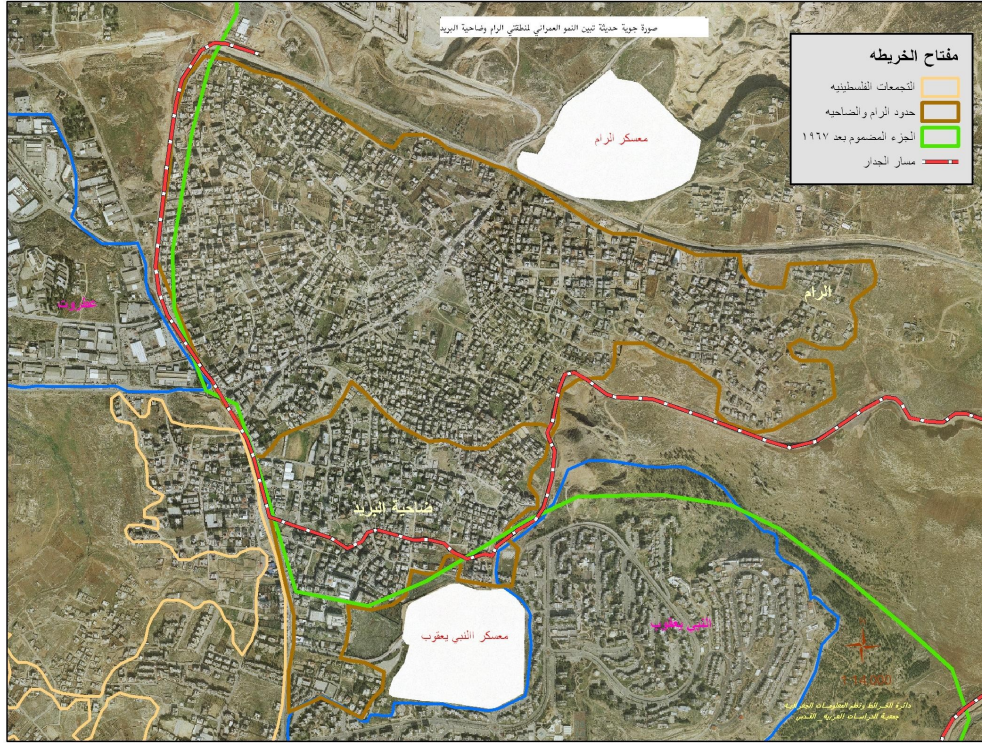 صورة جوية حديثة تبين النمو العمراني لمنطقتي الرام وضاحية البريد
مفتاح الخريطه
التجمعات الفلسطينيه
حدود الرام والضاحيه
الجزء المضموم بعد ١٩٦٧
مسار الجدار
معسكر الرام
الرام
عطروت
ضاحية البريد
معسكر االنبي يعقوب
النبي يعقوب
دائرة الخرائط ونظم المعلومات الجغرافية
جمعية الدراسات العربية _ القدس